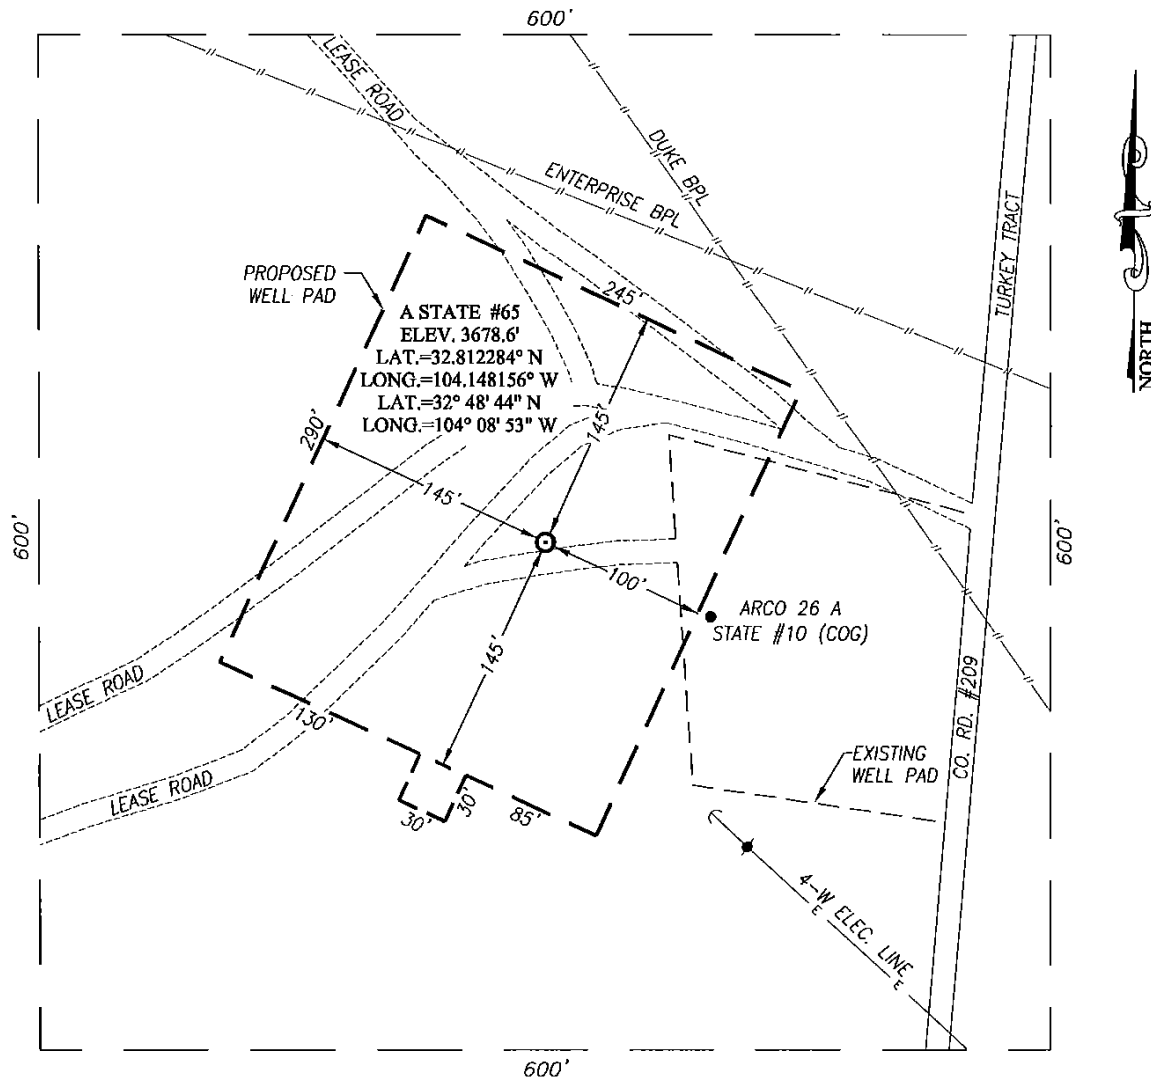 600'
LEASE ROAD
DUKE BPL
ENTERPRISE BPL
TURKEY TRACT
NORTH
PROPOSED
WELL PAD
245'
A STATE #65
ELEV. 3678.6'
LAT.=32.812284° N
LONG.=104.148156° W
LAT.=32° 48' 44" N
LONG.=104° 08' 53" W
290'
145'
145'
600'
600'
100'
ARCO 26 A
STATE #10 (COG)
145'
LEASE ROAD
130'
CO. RD. #209
EXISTING
WELL PAD
LEASE ROAD
30'
30'
85'
4-W ELEC. LINE
E
E
600'